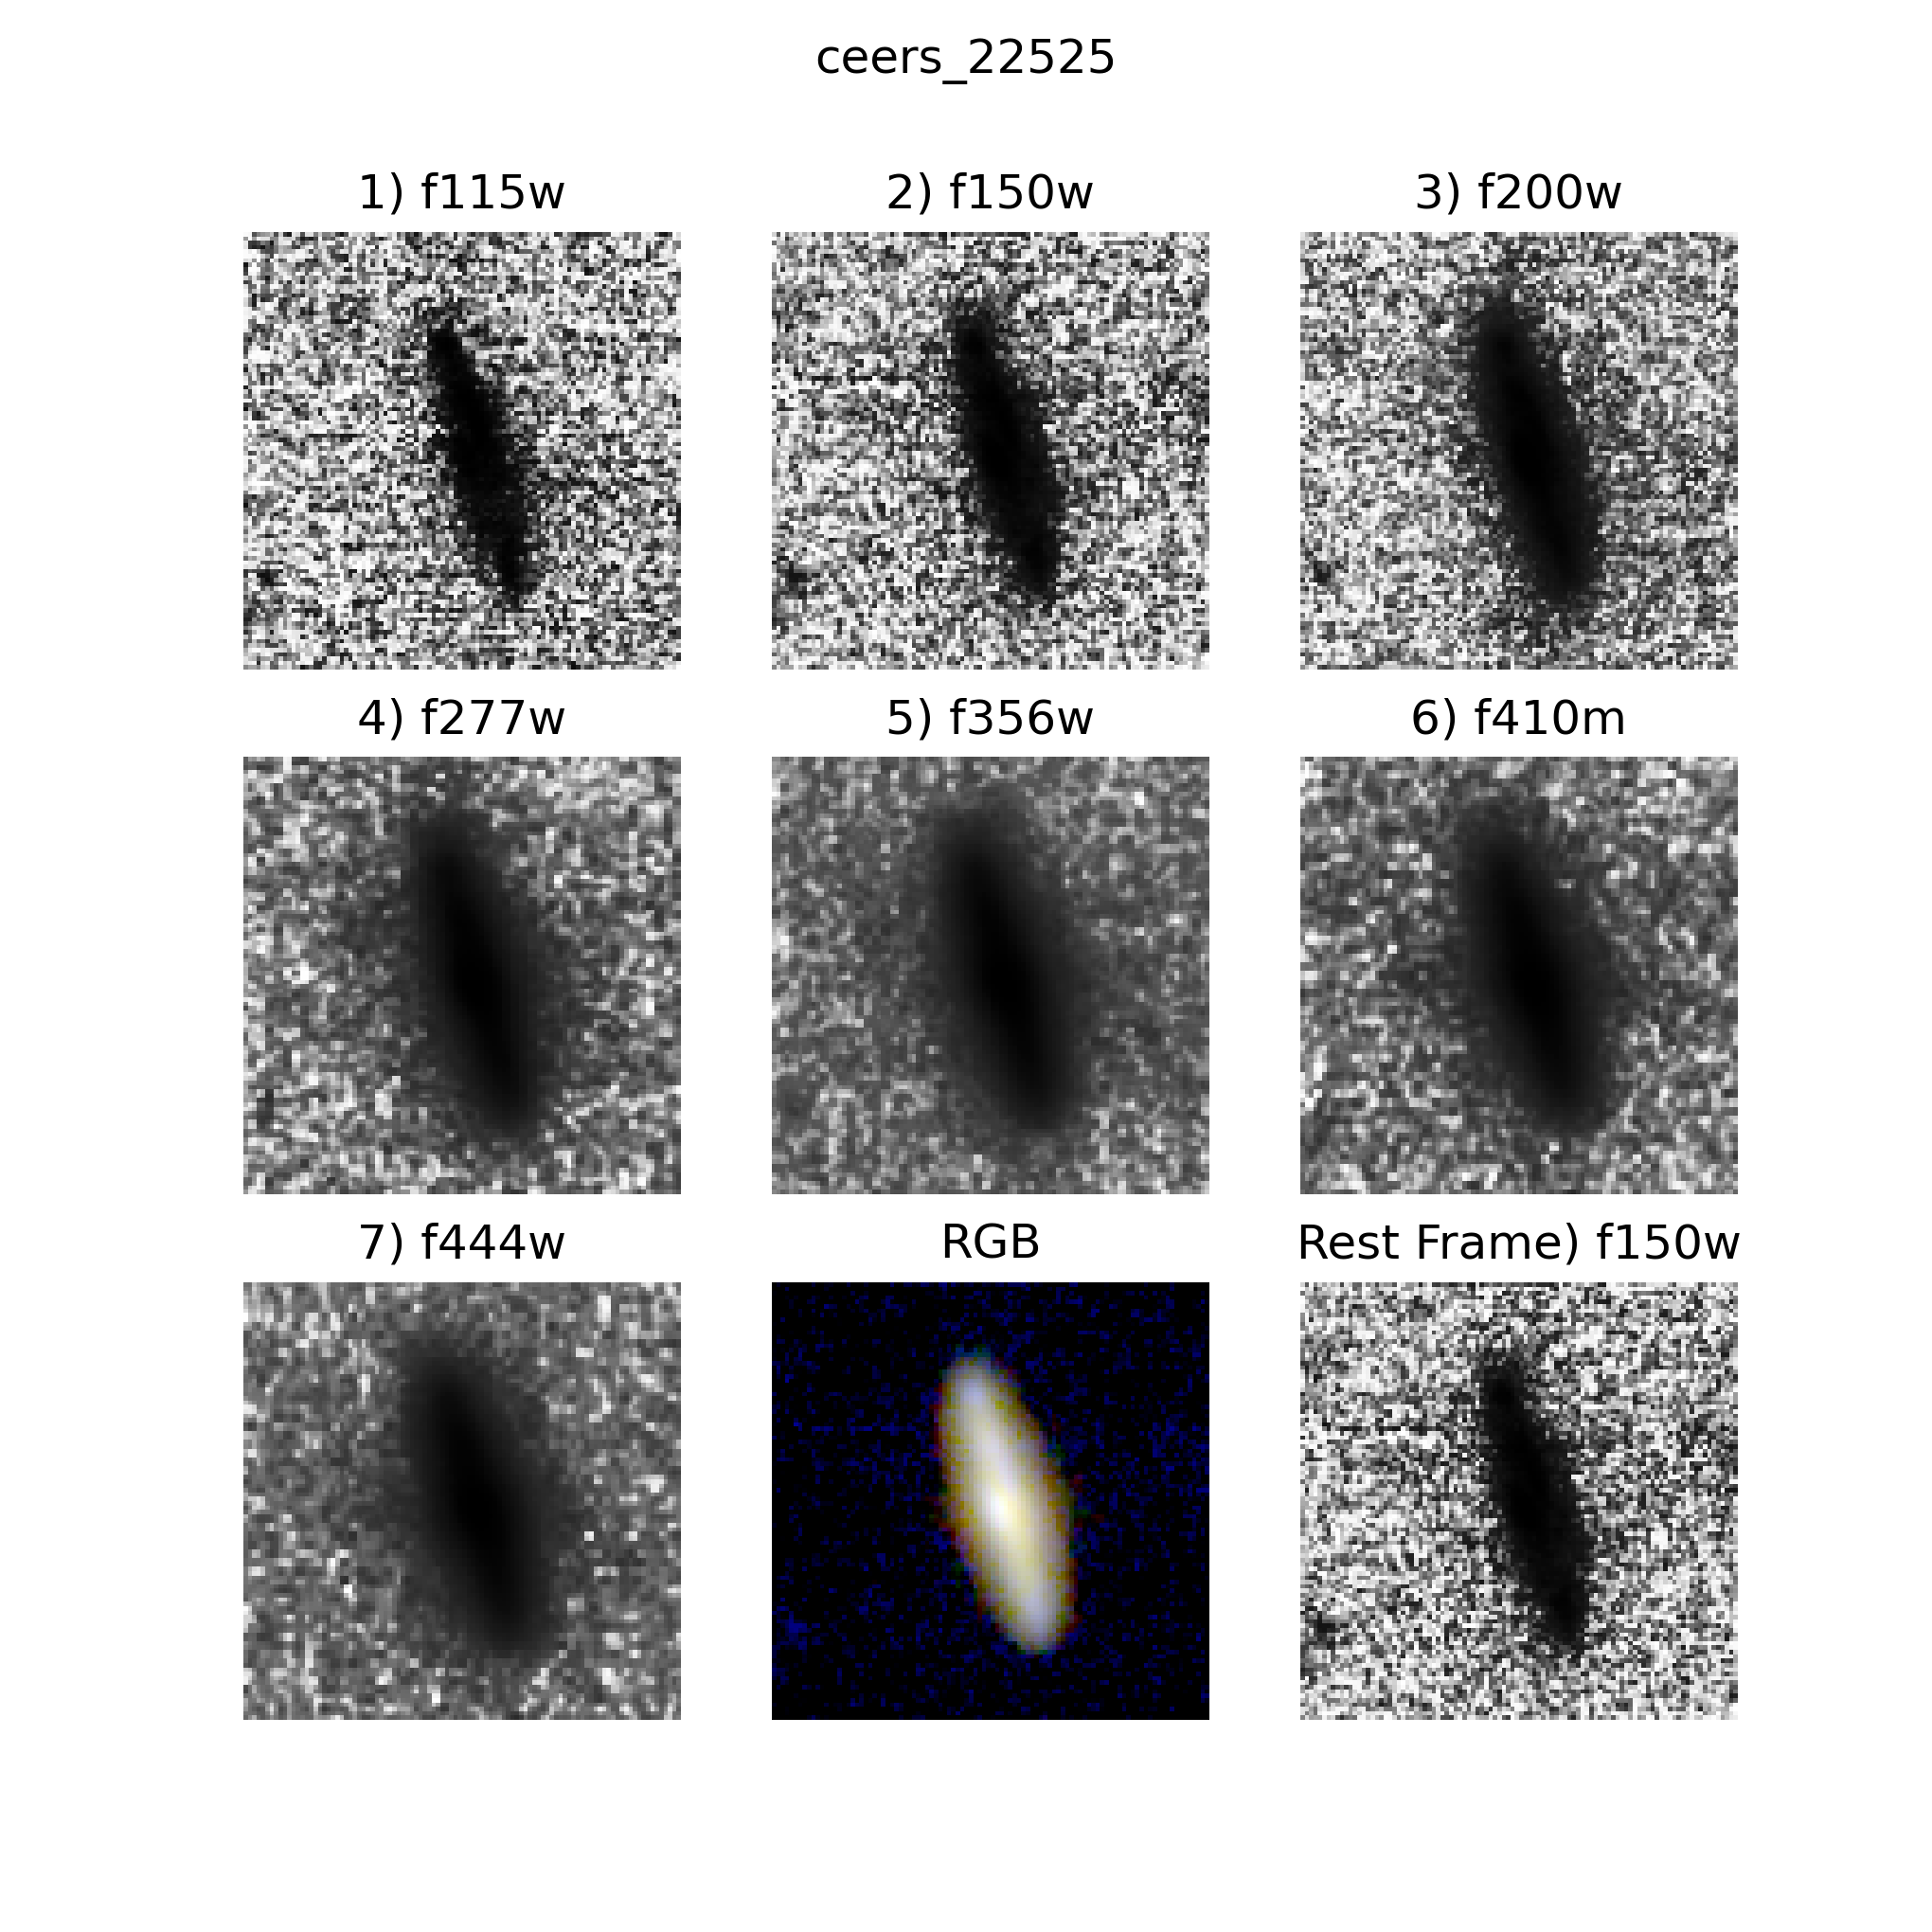 ceers_22525
1) f115w
2) f150w
3) f200w
4) f277w
5) f356w
6) f410m
7) f444w
RGB
Rest Frame) f150w